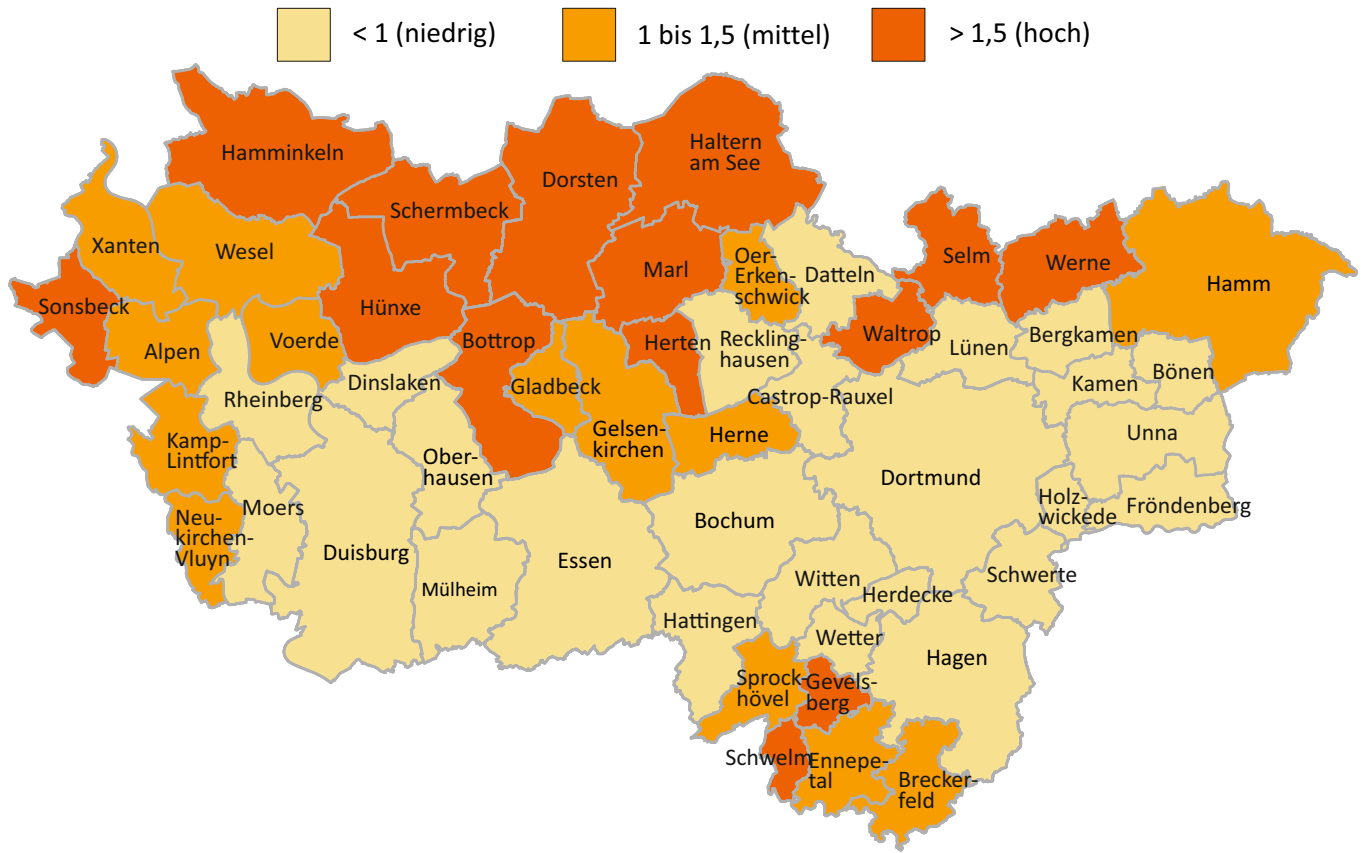 < 1 (niedrig)
1 bis 1,5 (mittel)
> 1,5 (hoch)
Hamminkeln
Haltern
am See
Dorsten
Schermbeck
Xanten
Wesel
Marl
Oer-
Erken-
schwick
Datteln
Selm
Werne
Hamm
Sonsbeck
Hünxe
Alpen
Voerde
Bottrop
Herten
Reckling-
hausen
Waltrop
Lünen
Bergkamen
Bönen
Kamen
Dinslaken
Gladbeck
Rheinberg
Castrop-Rauxel
Unna
Kamp-
Lintfort
Gelsen-
kirchen
Herne
Ober-
hausen
Dortmund
Holz-
wickede
Fröndenberg
Moers
Neu-
kirchen-
Vluyn
Bochum
Duisburg
Essen
Mülheim
Witten
Herdecke
Schwerte
Hattingen
Wetter
Hagen
Sprock-
hövel
Gevels-
berg
Schwelm
Ennepe-
tal
Brecker-
feld